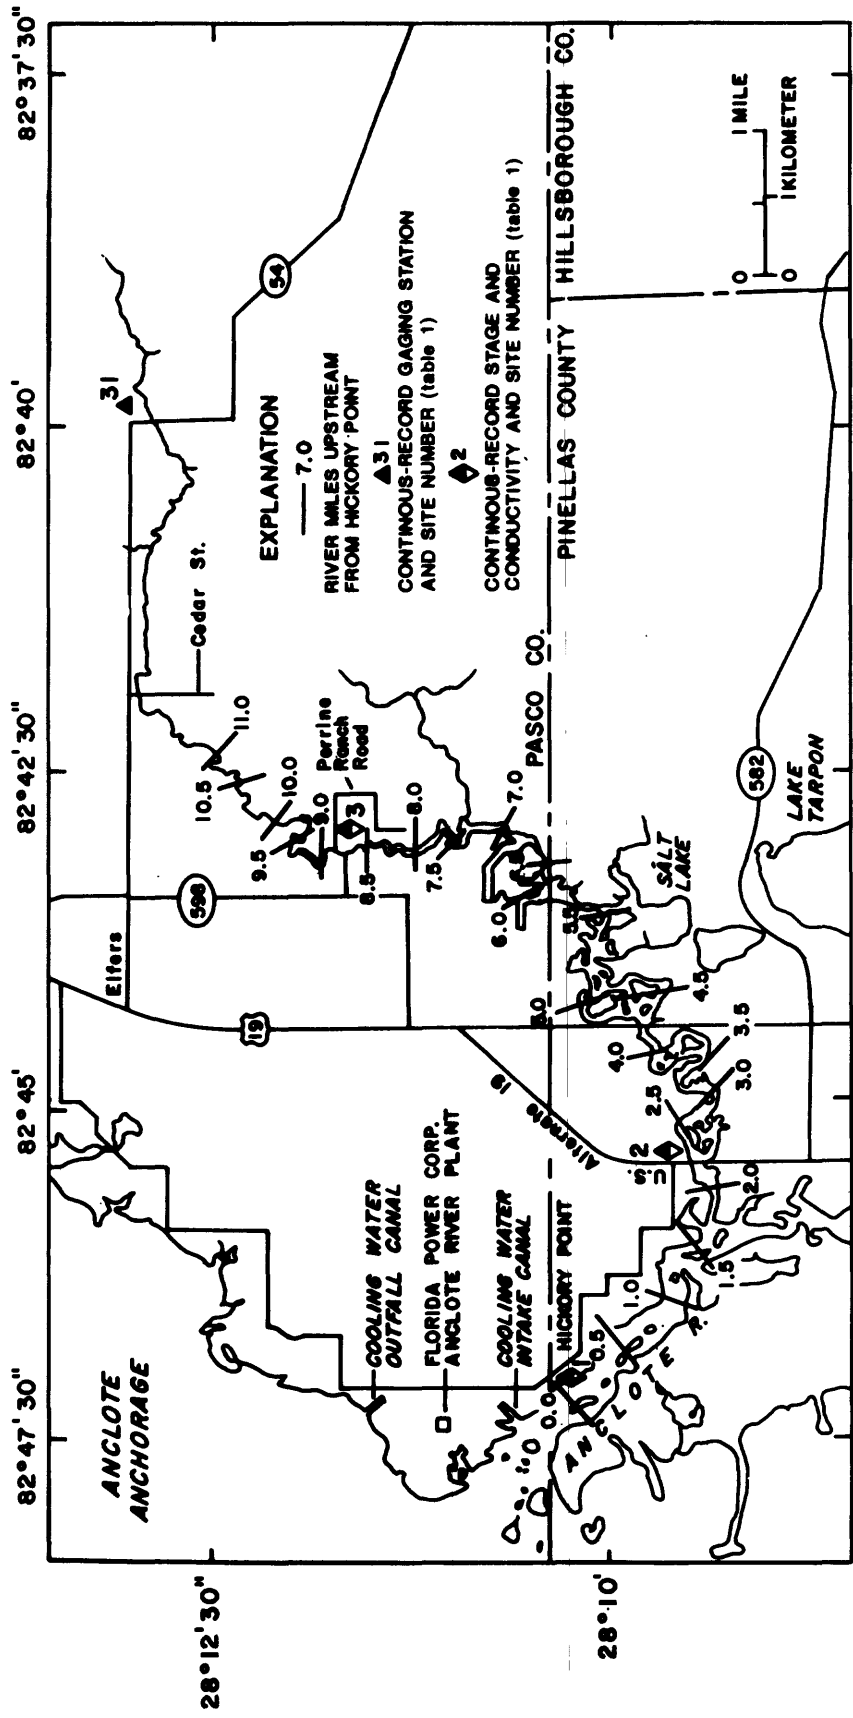 82°47'30"
82°45'
82°42'30"
82°40'
82°37'30"
28°12'30"
28°10'
ANCLOTE
ANCHORAGE
Elfers
19
596
54
31
Cedar St.
11.0
10.5
10.0
9.5
9.0
Perrine
Ranch
Road
3
8.5
8.0
7.5
7.0
6.0
5.5
5.0
4.5
4.0
3.5
3.0
2.5
2
2.0
1.5
1.0
0.5
1
0.0
EXPLANATION
7.0
RIVER MILES UPSTREAM
FROM HICKORY POINT
31
CONTINOUS-RECORD GAGING STATION
AND SITE NUMBER (table 1)
2
CONTINOUS-RECORD STAGE AND
CONDUCTIVITY AND SITE NUMBER (table 1)
COOLING WATER
OUTFALL CANAL
FLORIDA POWER CORP.
ANCLOTE RIVER PLANT
COOLING WATER
INTAKE CANAL
HICKORY POINT
U.S.
Alternate 19
PASCO CO.
PINELLAS COUNTY
HILLSBOROUGH CO.
ANCLOTE R.
SALT
LAKE
LAKE
TARPON
582
0 1 MILE
0 1 KILOMETER